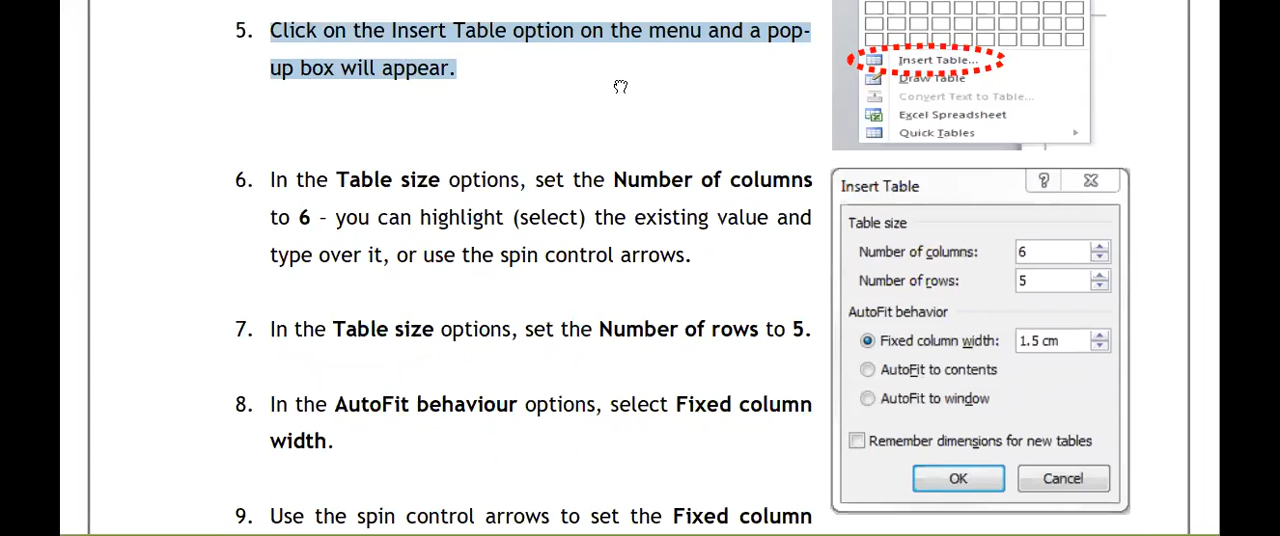 5. Click on the Insert Table option on the menu and a pop-
up box will appear.
Insert Table...
Draw Table
Convert Text to Table...
Excel Spreadsheet
Quick Tables
6. In the Table size options, set the Number of columns
to 6 – you can highlight (select) the existing value and
type over it, or use the spin control arrows.
7. In the Table size options, set the Number of rows to 5.
8. In the AutoFit behaviour options, select Fixed column
width.
9. Use the spin control arrows to set the Fixed column
Insert Table
Table size
Number of columns: 6
Number of rows: 5
AutoFit behavior
Fixed column width: 1.5 cm
AutoFit to contents
AutoFit to window
Remember dimensions for new tables
OK Cancel